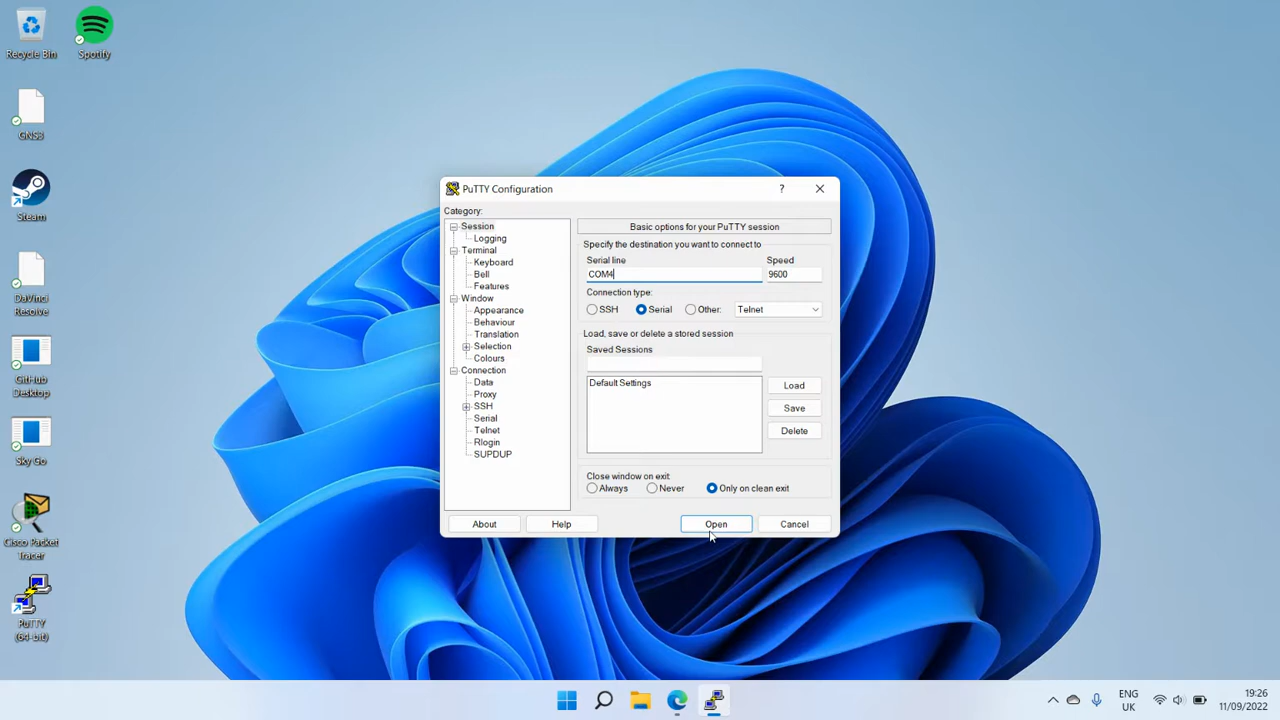 Recycle Bin
Spotify
GNS3
Steam
DaVinci
Resolve
GitHub
Desktop
Sky Go
Cisco Packet
Tracer
PuTTY
(64-bit)
PuTTY Configuration
?
Category:
Session
Logging
Terminal
Keyboard
Bell
Features
Window
Appearance
Behaviour
Translation
Selection
Colours
Connection
Data
Proxy
SSH
Serial
Telnet
Rlogin
SUPDUP
Basic options for your PuTTY session
Specify the destination you want to connect to
Serial line Speed
COM4 9600
Connection type:
SSH Serial Other: Telnet
Load, save or delete a stored session
Saved Sessions
Default Settings
Load
Save
Delete
Close window on exit
Always Never Only on clean exit
About Help Open Cancel
ENG
UK
19:26
11/09/2022